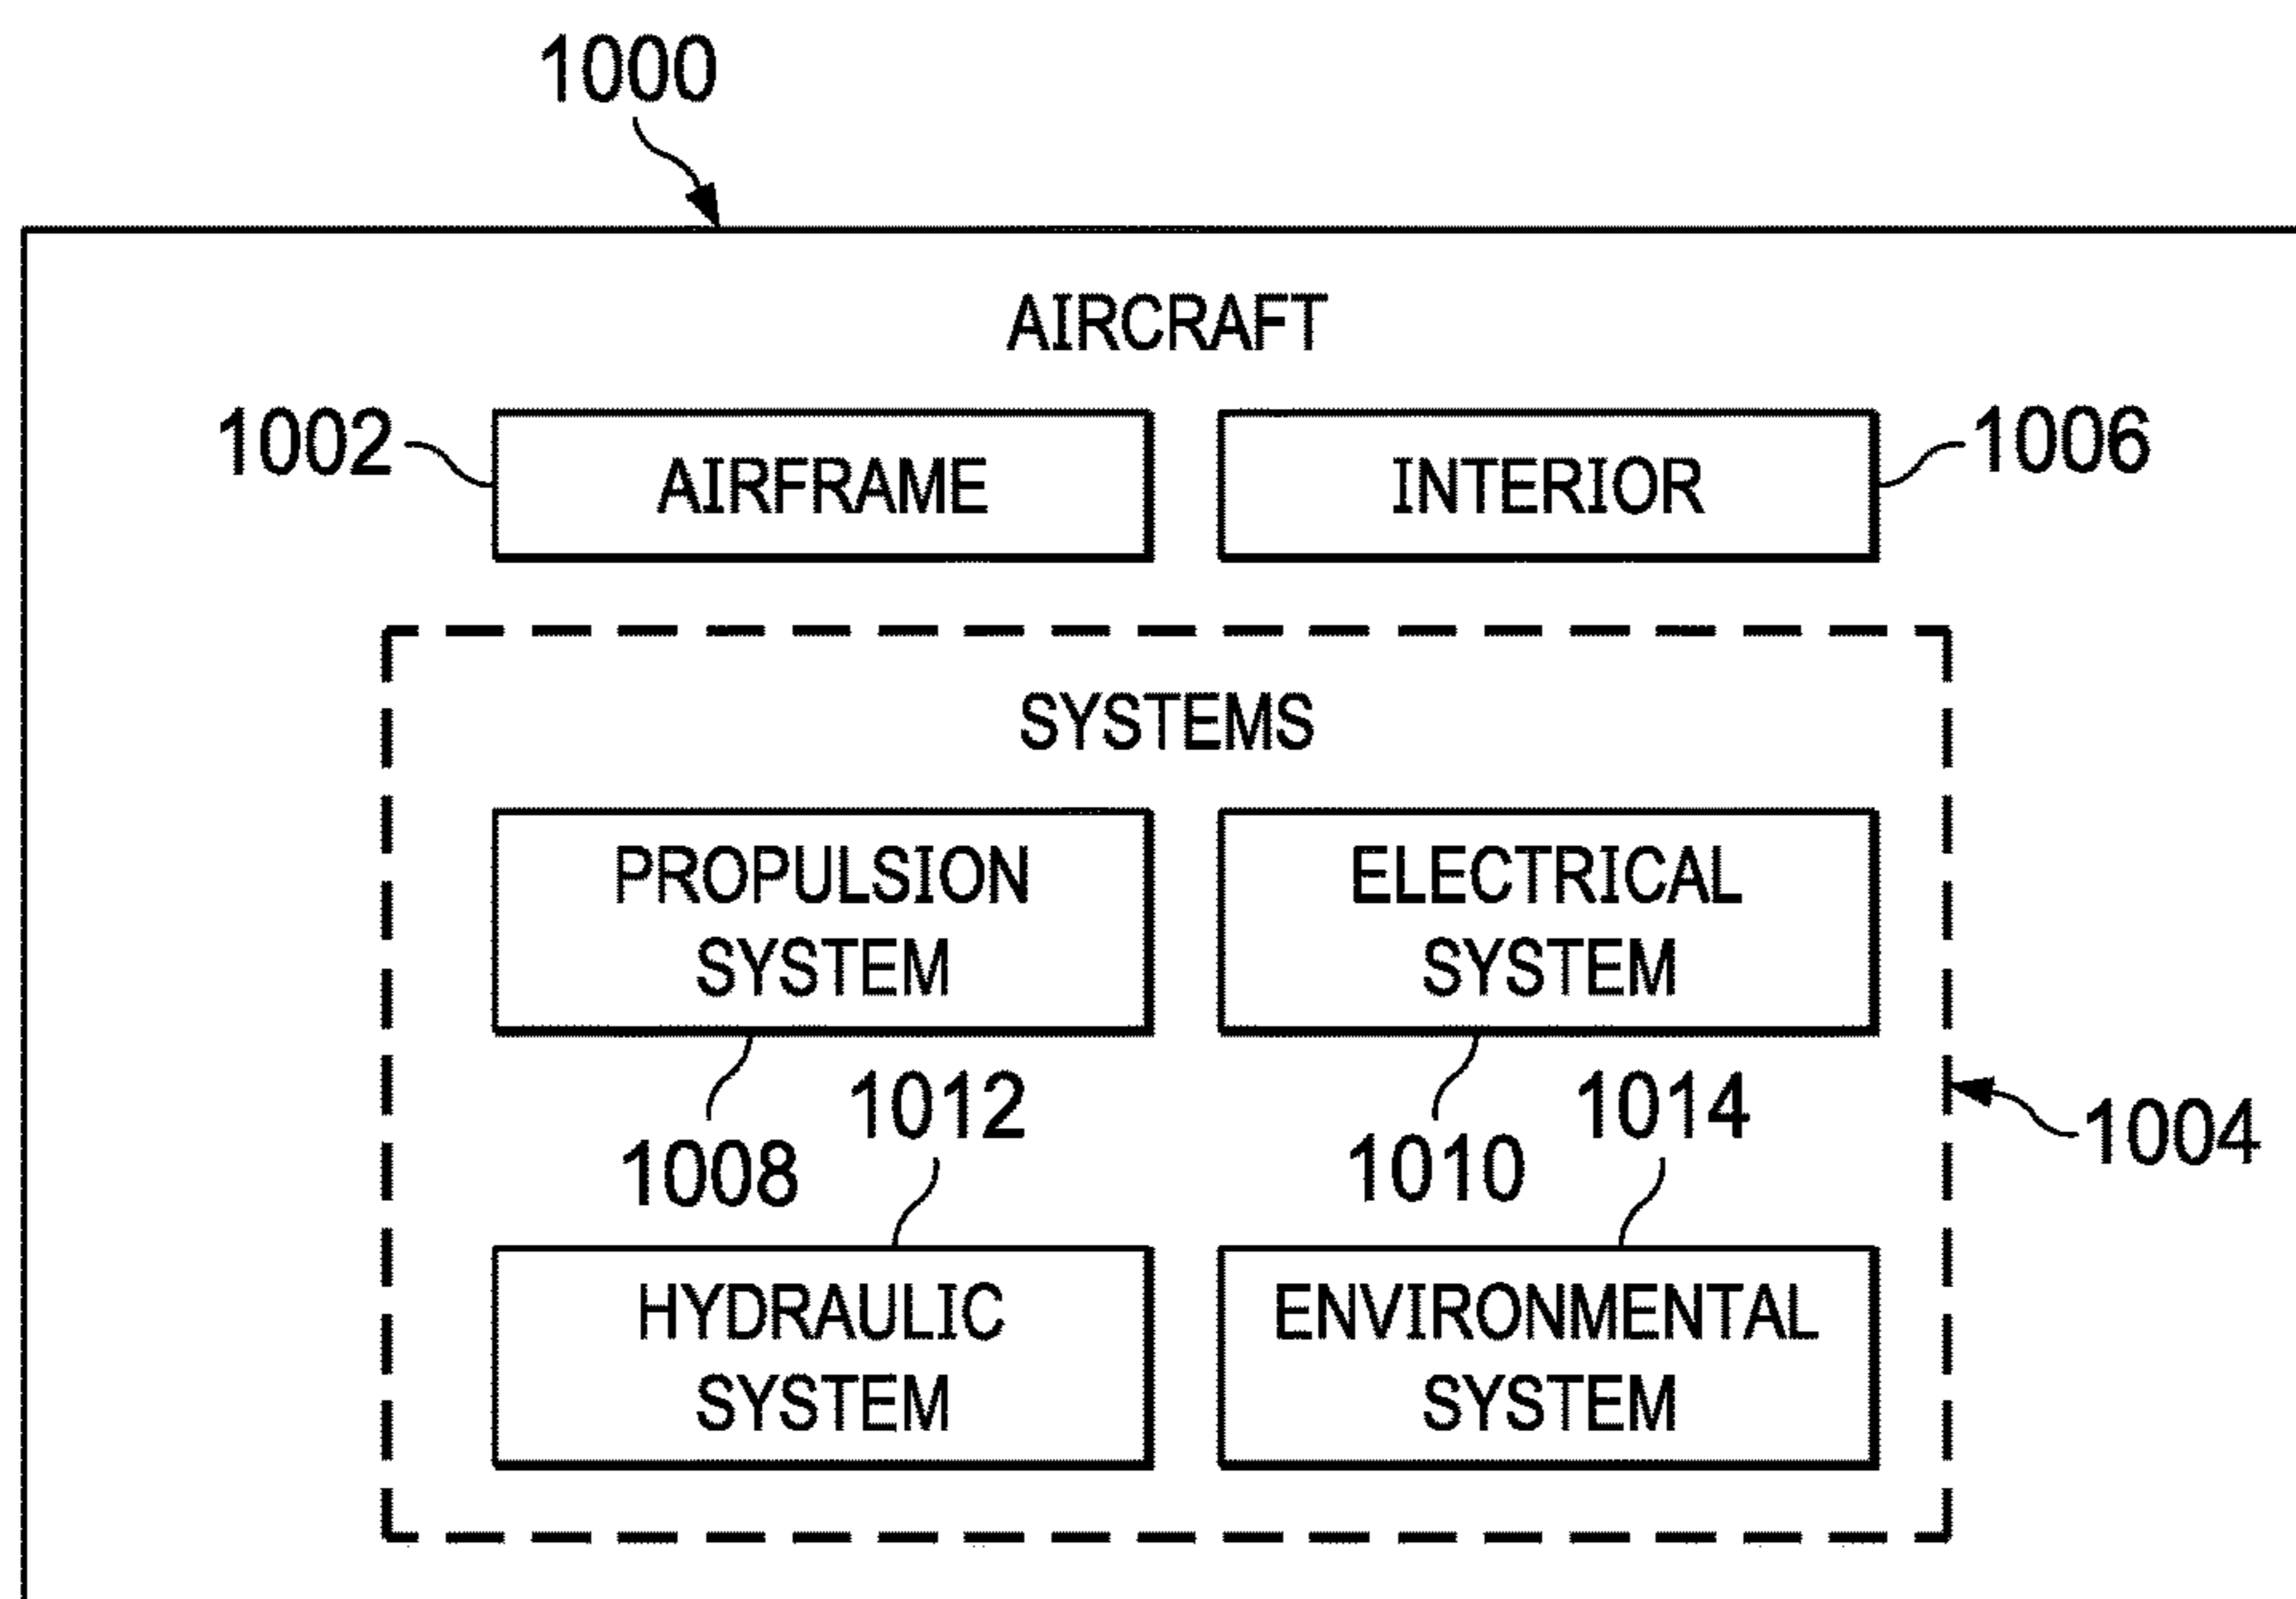 1000
AIRCRAFT
1002
AIRFRAME
INTERIOR
1006
SYSTEMS
PROPULSION
SYSTEM
ELECTRICAL
SYSTEM
1008
1012
1010
1014
1004
HYDRAULIC
SYSTEM
ENVIRONMENTAL
SYSTEM